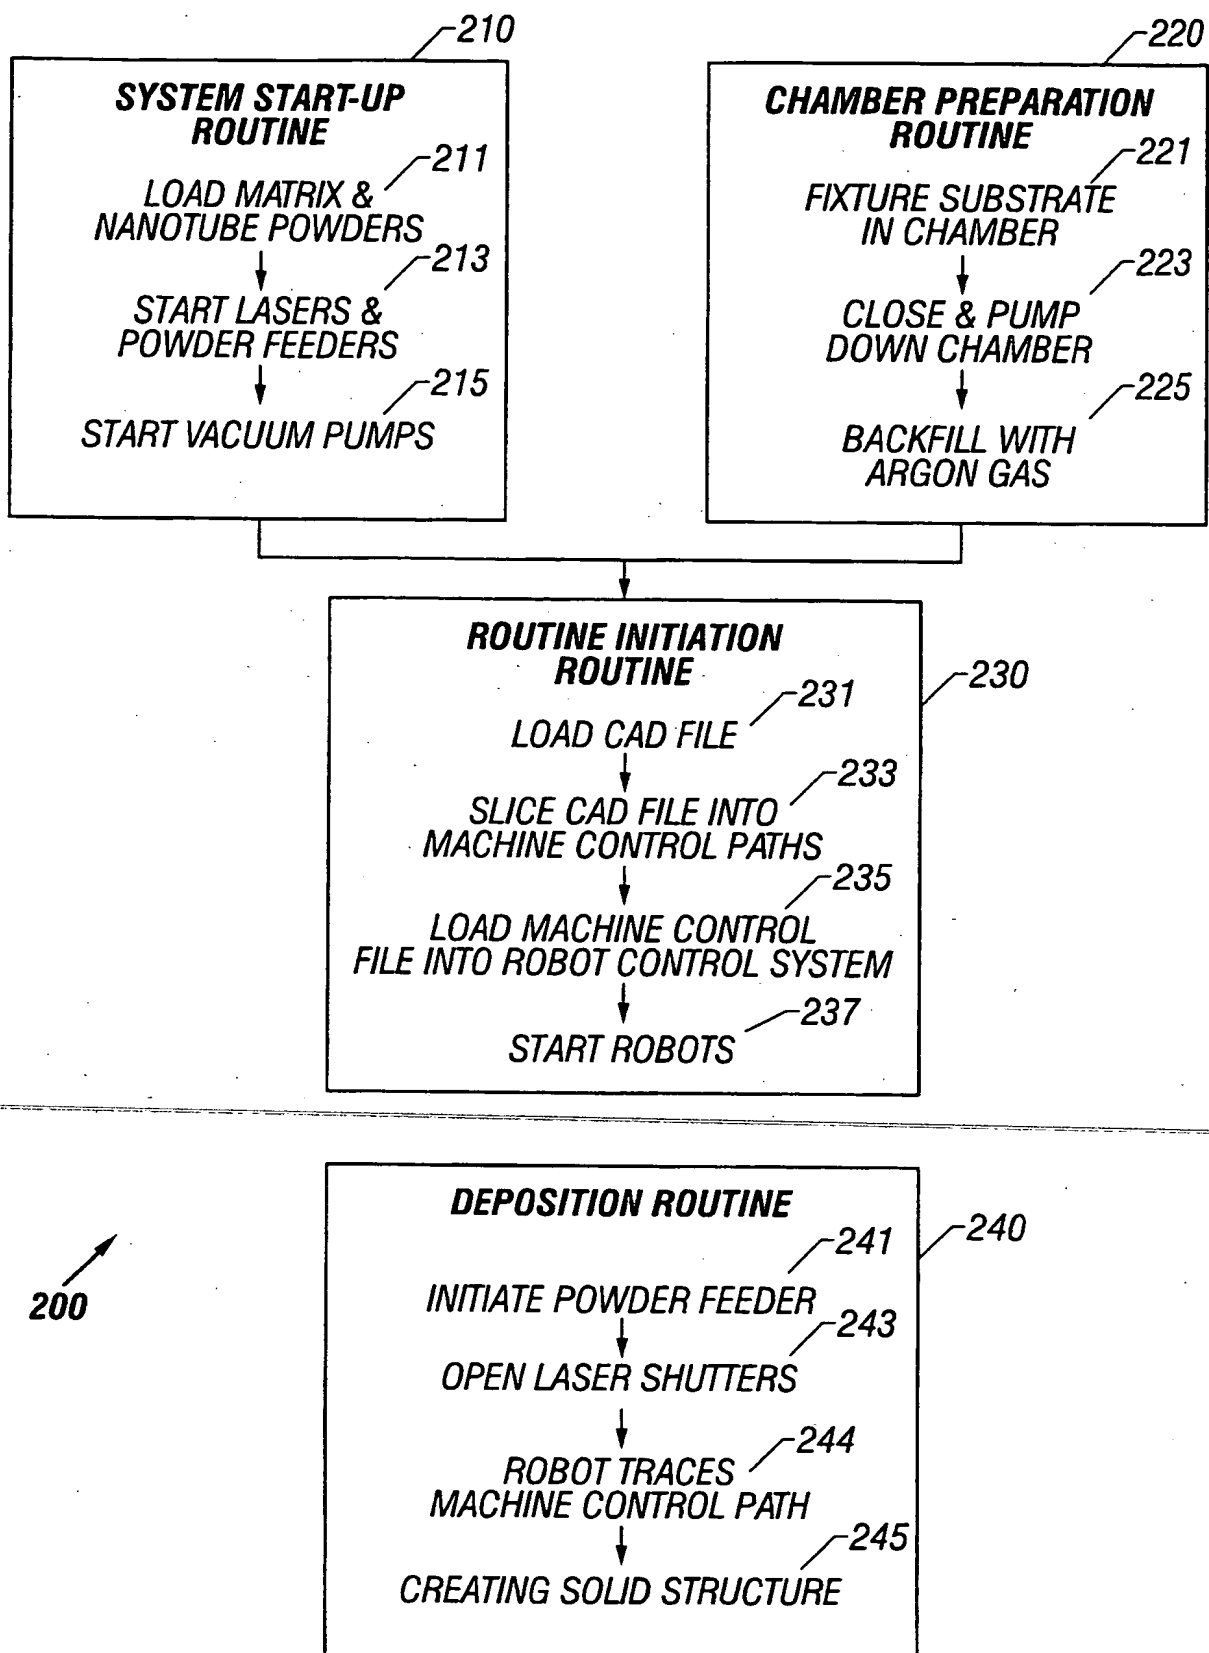 210
SYSTEM START-UP
ROUTINE
211
LOAD MATRIX &
NANOTUBE POWDERS
213
START LASERS &
POWDER FEEDERS
215
START VACUUM PUMPS
220
CHAMBER PREPARATION
ROUTINE
221
FIXTURE SUBSTRATE
IN CHAMBER
223
CLOSE & PUMP
DOWN CHAMBER
225
BACKFILL WITH
ARGON GAS
ROUTINE INITIATION
ROUTINE
230
231
LOAD CAD FILE
233
SLICE CAD FILE INTO
MACHINE CONTROL PATHS
235
LOAD MACHINE CONTROL
FILE INTO ROBOT CONTROL SYSTEM
237
START ROBOTS
DEPOSITION ROUTINE
240
241
INITIATE POWDER FEEDER
243
OPEN LASER SHUTTERS
244
ROBOT TRACES
MACHINE CONTROL PATH
245
CREATING SOLID STRUCTURE
200